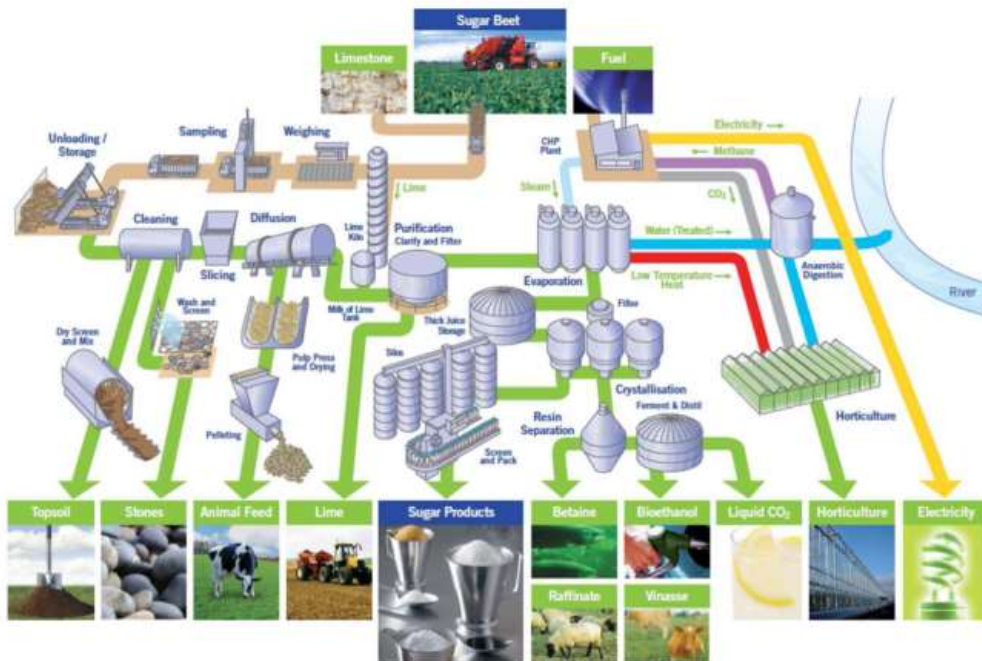 Sugar Beet
Limestone
Fuel
Unloading /
Storage
Sampling
Weighing
CHP
Plant
Electricity
Methane
CO₂
Lime
Steam
Cleaning
Diffusion
Lime
Kiln
Purification
Clarify and Filter
Water (Treated)
Anaerobic
Digestion
Slicing
Evaporation
Low Temperature
Heat
River
Milk of Lime
Tank
Thick Juice
Storage
Filter
Wash and
Screen
Dry Screen
and Mix
Pulp Press
and Drying
Silos
Crystallisation
Pelleting
Resin
Separation
Ferment & Distil
Horticulture
Screen
and Pack
Topsoil
Stones
Animal Feed
Lime
Sugar Products
Betaine
Bioethanol
Liquid CO₂
Horticulture
Electricity
Raffinate
Vinasse